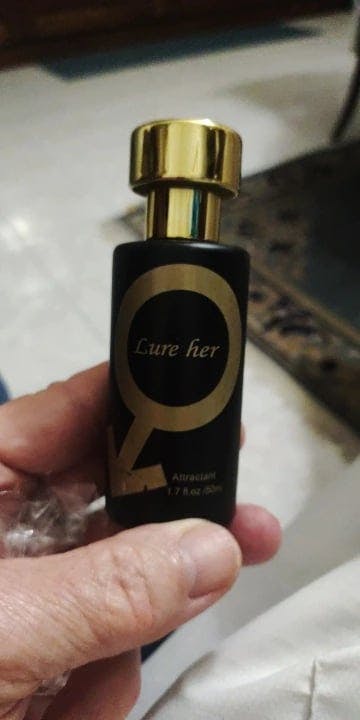 Lure her
Attractant
1.7 fl.oz /50ml